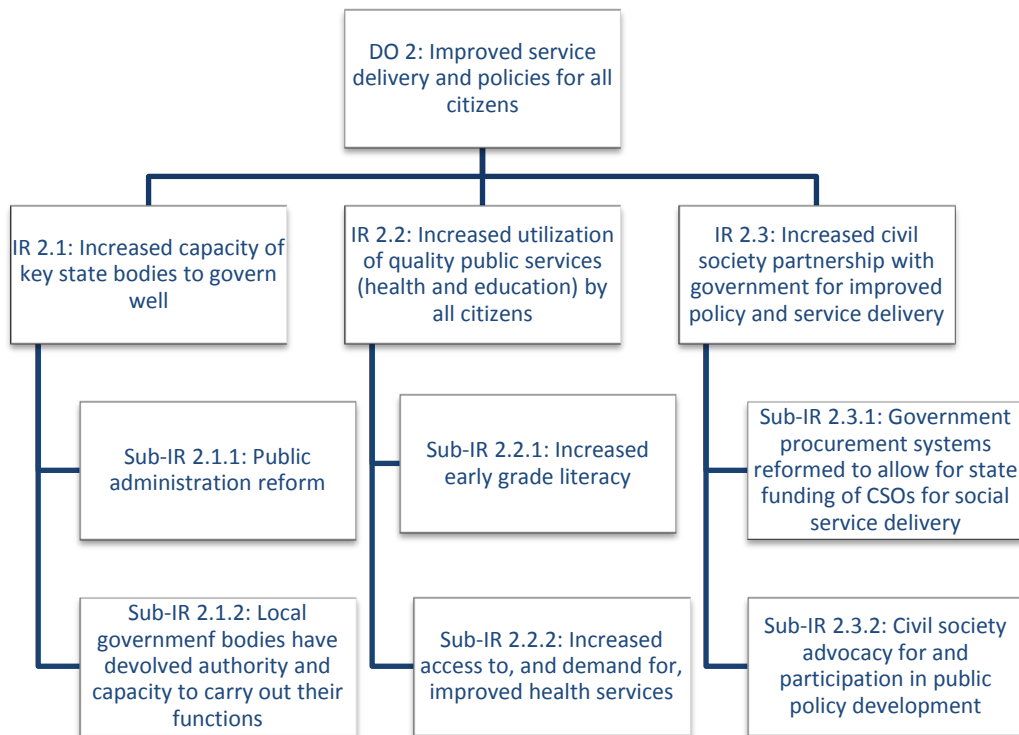 DO 2: Improved service
delivery and policies for all
citizens
IR 2.1: Increased capacity of
key state bodies to govern
well
IR 2.2: Increased utilization
of quality public services
(health and education) by
all citizens
IR 2.3: Increased civil
society partnership with
government for improved
policy and service delivery
Sub-IR 2.1.1: Public
administration reform
Sub-IR 2.2.1: Increased
early grade literacy
Sub-IR 2.3.1: Government
procurement systems
reformed to allow for state
funding of CSOs for social
service delivery
Sub-IR 2.1.2: Local
government bodies have
devolved authority and
capacity to carry out their
functions
Sub-IR 2.2.2: Increased
access to, and demand for,
improved health services
Sub-IR 2.3.2: Civil society
advocacy for and
participation in public
policy development